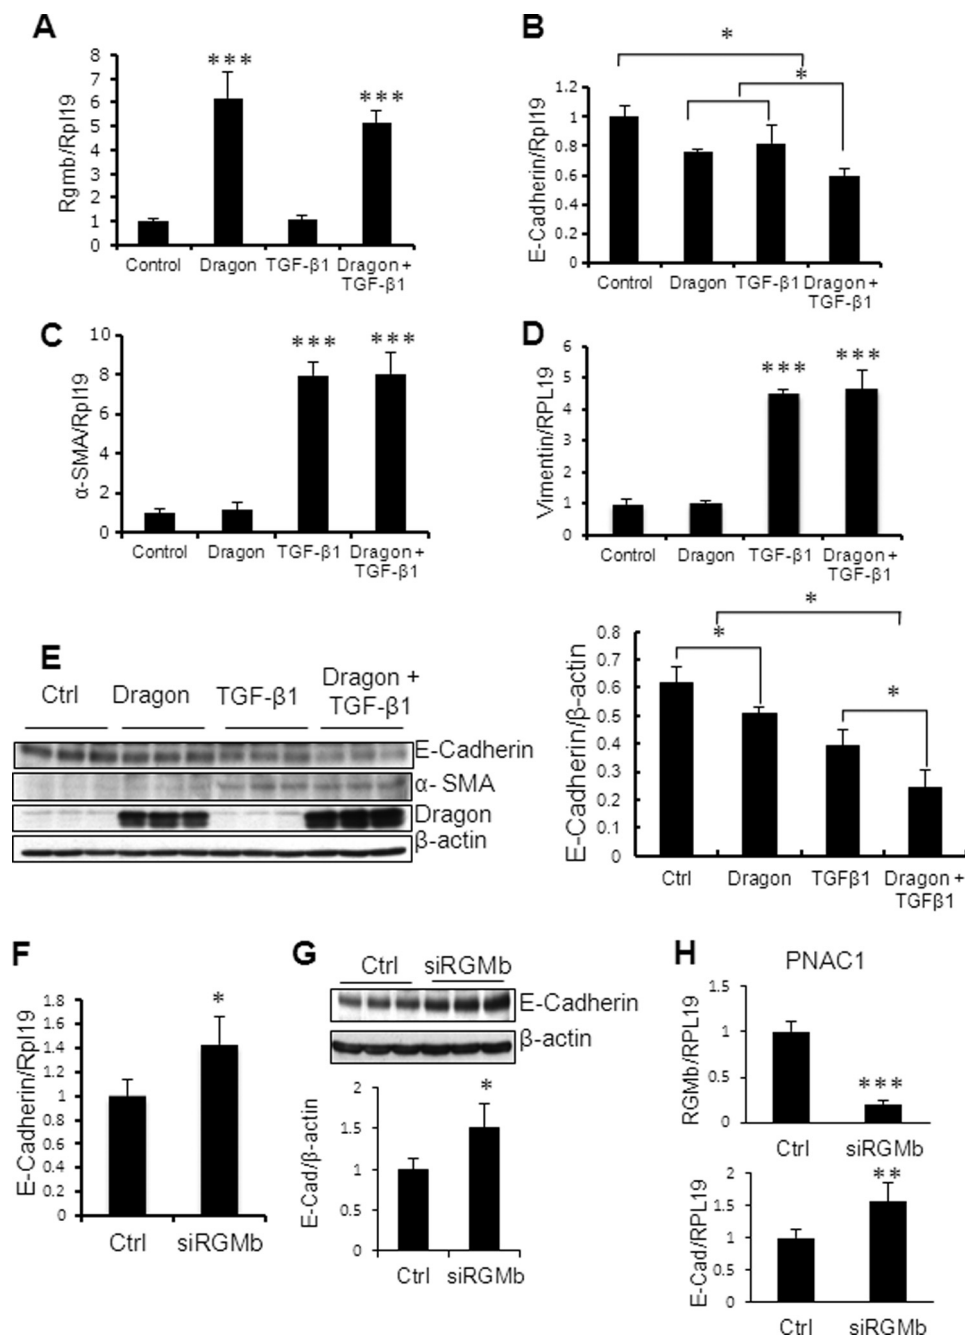 A
Rgmb/Rpl19
8
7
6
5
4
3
2
1
0
***
***
Control
Dragon
TGF-β1
Dragon +
TGF-β1
B
E-Cadherin/Rpl19
1.2
1
0.8
0.6
0.4
0.2
0
*
*
Control
Dragon
TGF-β1
Dragon +
TGF-β1
C
α-SMA/Rpl19
10
8
6
4
2
0
***
***
Control
Dragon
TGF-β1
Dragon +
TGF-β1
D
Vimentin/RPL19
6
5
4
3
2
1
0
***
***
Control
Dragon
TGF-β1
Dragon +
TGF-β1
E
Ctrl
Dragon
TGF-β1
Dragon +
TGF-β1
E-Cadherin
α- SMA
Dragon
β-actin
E-Cadherin/β-actin
0.8
0.7
0.6
0.5
0.4
0.3
0.2
0.1
0
*
*
*
Ctrl
Dragon
TGFβ1
Dragon +
TGFβ1
F
E-Cadherin/Rpl19
1.8
1.6
1.4
1.2
1
0.8
0.6
0.4
0.2
0
*
Ctrl
siRGMb
G
Ctrl
siRGMb
E-Cadherin
β-actin
E-Cad/β-actin
2
1.5
1
0.5
0
*
Ctrl
siRGMb
H
PNAC1
RGMb/RPL19
1.5
1
0.5
0
***
Ctrl
siRGMb
E-Cad/RPL19
2
1.5
1
0.5
0
**
Ctrl
siRGMb